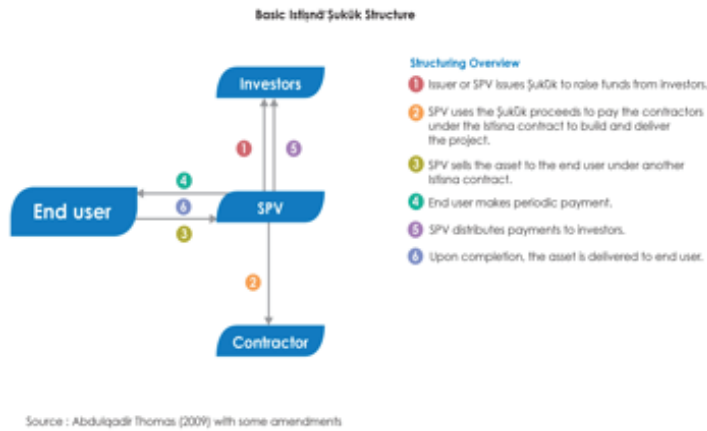 Basic Istiṣnāʿ Ṣukūk Structure
Investors
1
5
4
End user
6
SPV
3
2
Contractor
Structuring Overview
1 Issuer or SPV issues Ṣukūk to raise funds from investors.
2 SPV uses the Ṣukūk proceeds to pay the contractors
under the Istisna contract to build and deliver
the project.
3 SPV sells the asset to the end user under another
Istisna contract.
4 End user makes periodic payment.
5 SPV distributes payments to investors.
6 Upon completion, the asset is delivered to end user.
Source : Abdulqadir Thomas (2009) with some amendments